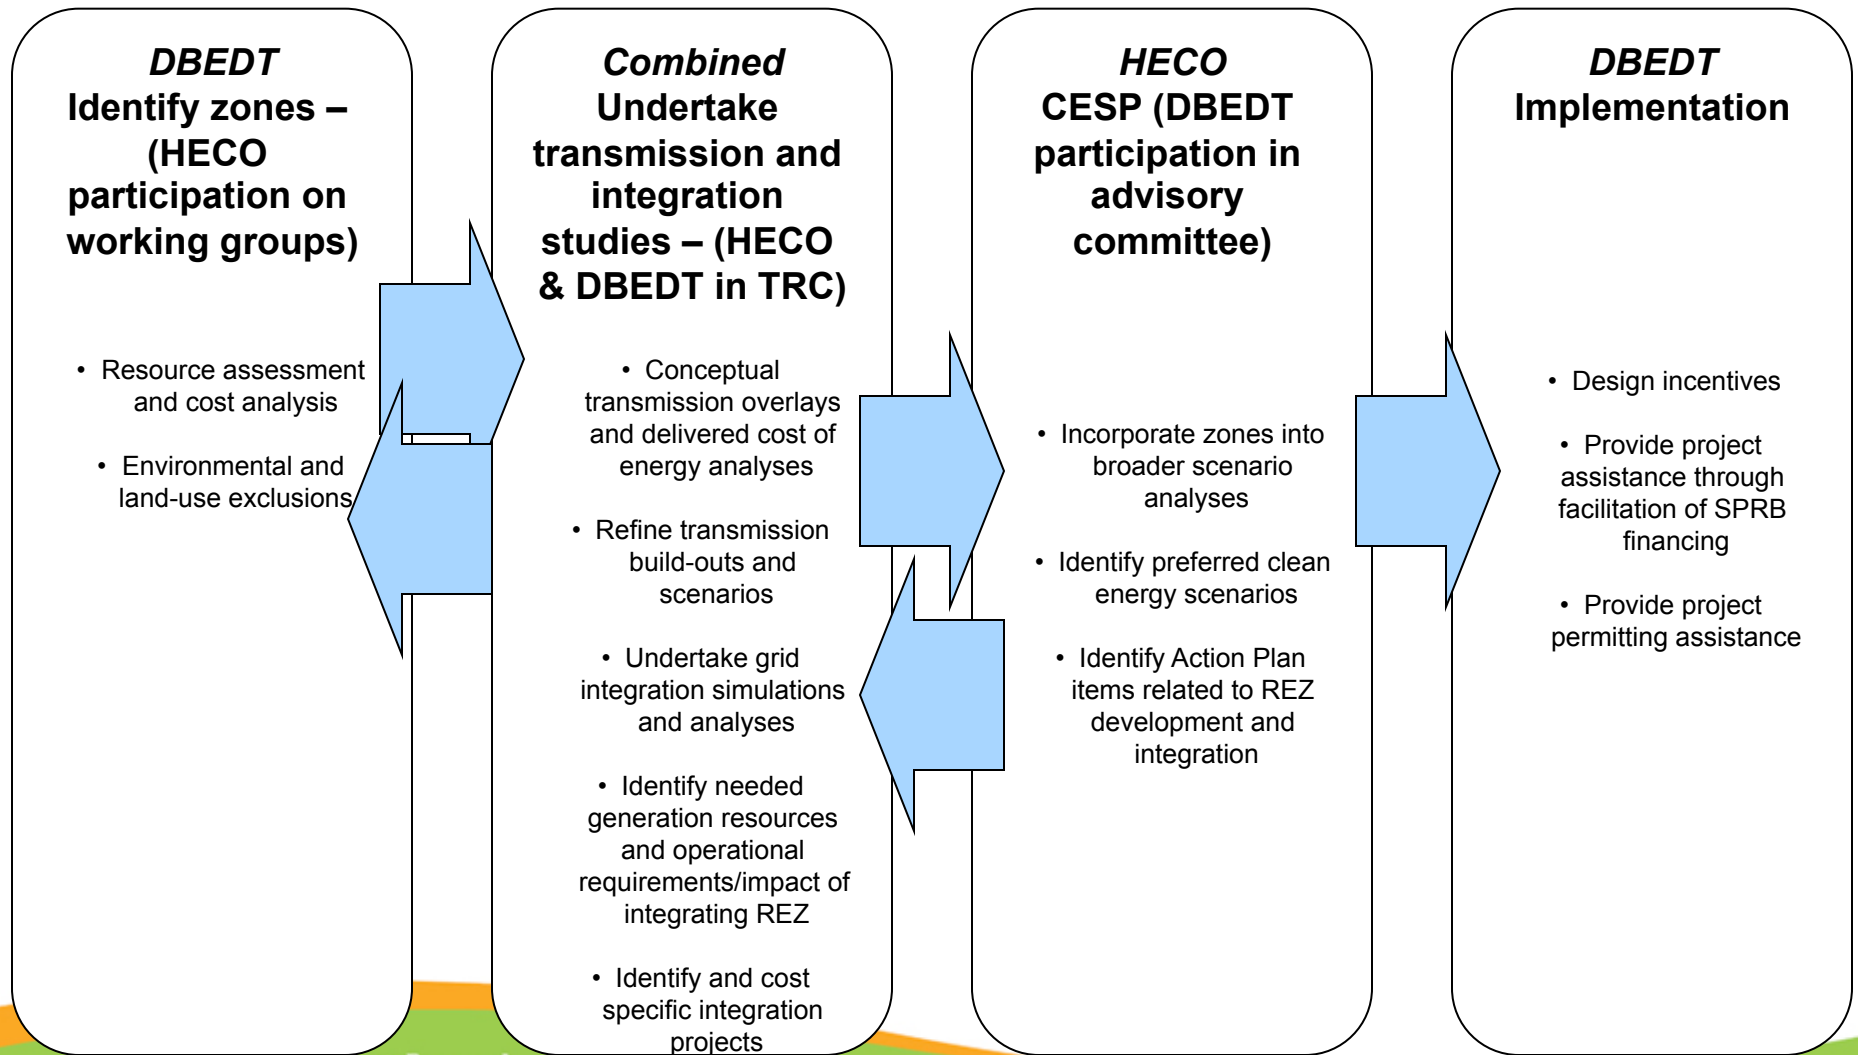 DBEDT
Identify zones –
(HECO
participation on
working groups)
• Resource assessment
and cost analysis
• Environmental and
land-use exclusions
Combined
Undertake
transmission and
integration
studies – (HECO
& DBEDT in TRC)
• Conceptual
transmission overlays
and delivered cost of
energy analyses
• Refine transmission
build-outs and
scenarios
• Undertake grid
integration simulations
and analyses
• Identify needed
generation resources
and operational
requirements/impact of
integrating REZ
• Identify and cost
specific integration
projects
HECO
CESP (DBEDT
participation in
advisory
committee)
• Incorporate zones into
broader scenario
analyses
• Identify preferred clean
energy scenarios
• Identify Action Plan
items related to REZ
development and
integration
DBEDT
Implementation
• Design incentives
• Provide project
assistance through
facilitation of SPRB
financing
• Provide project
permitting assistance